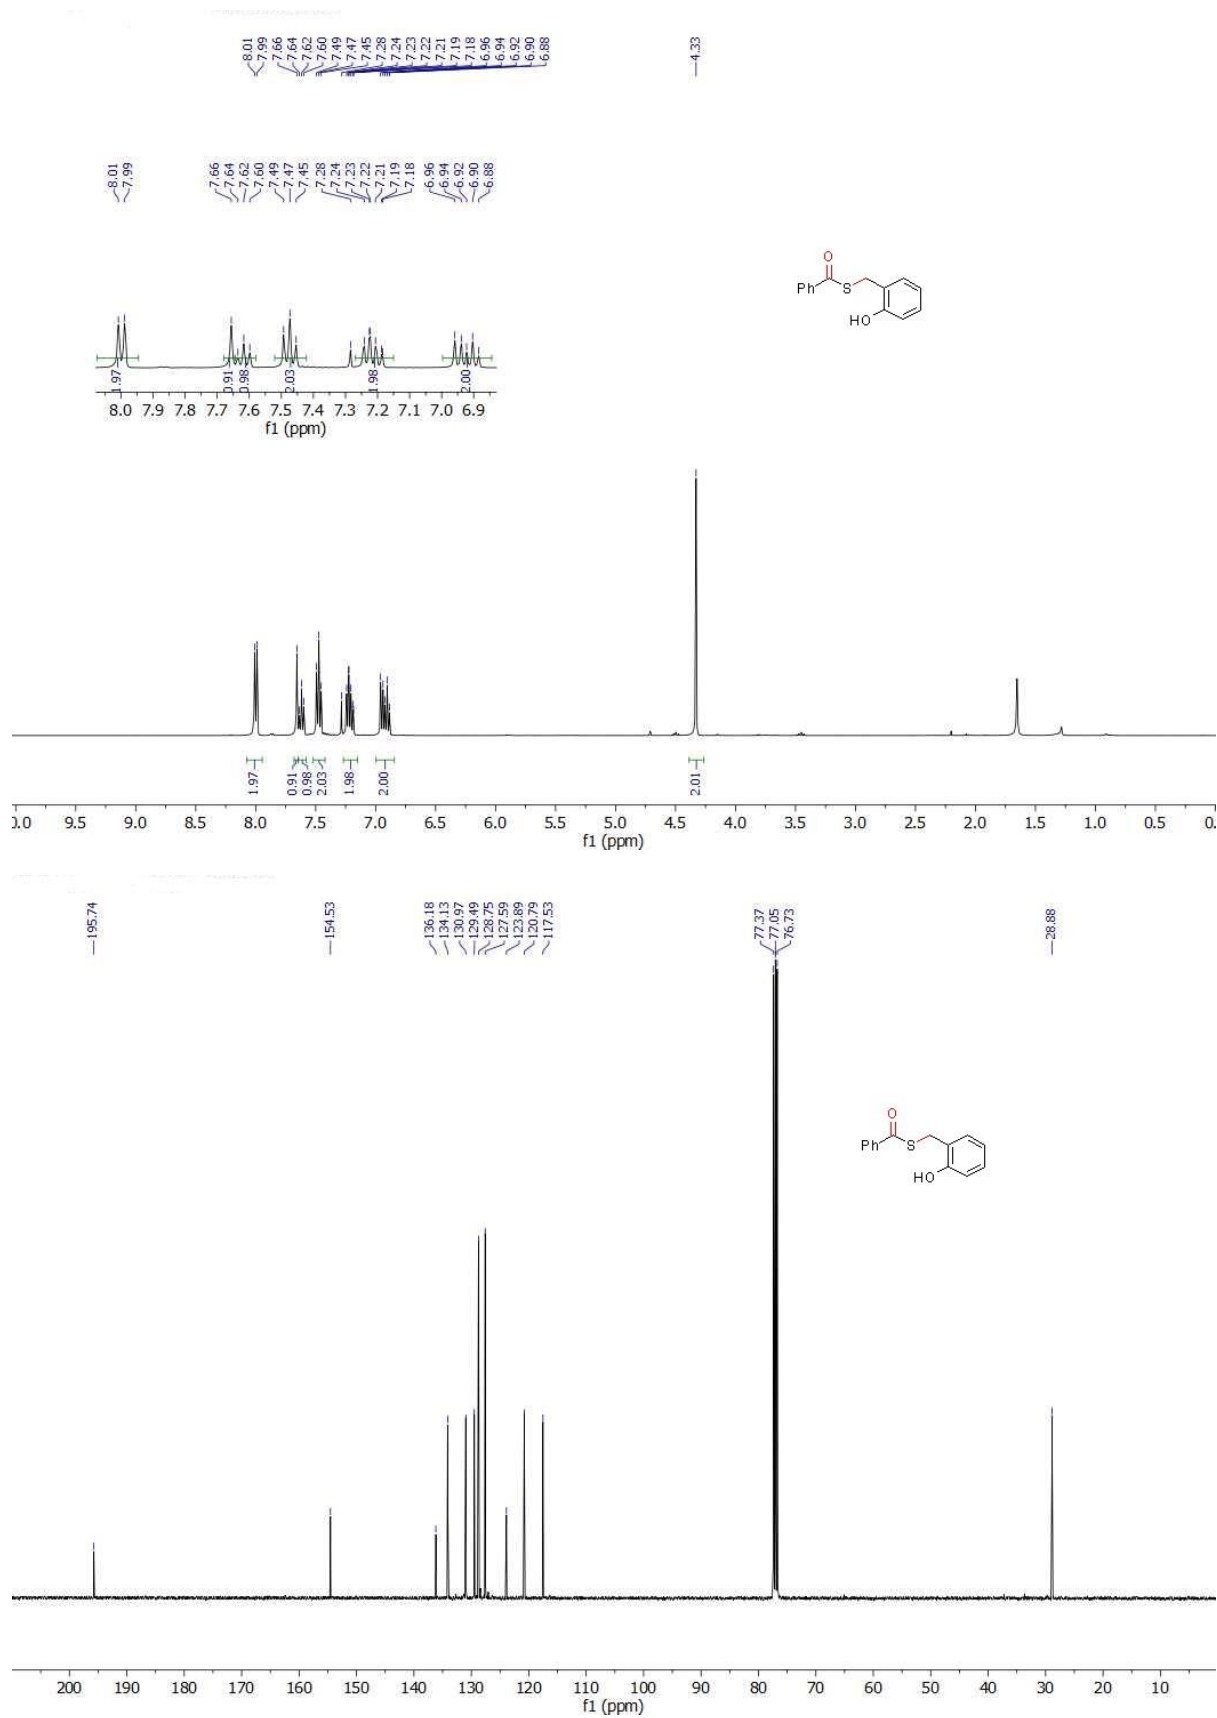 8.01 7.99 7.66 7.64 7.62 7.60 7.49 7.47 7.45 7.28 7.24 7.23 7.22 7.21 7.19 7.18 6.96 6.94 6.92 6.90 6.88 4.33
8.01 7.99 7.66 7.64 7.62 7.60 7.49 7.47 7.45 7.28 7.24 7.23 7.22 7.21 7.19 7.18 6.96 6.94 6.92 6.90 6.88
O
Ph S
HO
1.97 0.91 0.98 2.03 1.98 2.00
8.0 7.9 7.8 7.7 7.6 7.5 7.4 7.3 7.2 7.1 7.0 6.9
f1 (ppm)
1.97 0.91 0.98 2.03 1.98 2.00 2.01
0.0 9.5 9.0 8.5 8.0 7.5 7.0 6.5 6.0 5.5 5.0 4.5 4.0 3.5 3.0 2.5 2.0 1.5 1.0 0.5 0.
f1 (ppm)
195.74 154.53 136.18 134.13 130.97 129.49 128.75 127.59 123.89 120.79 117.53 77.37 77.05 76.73 28.88
O
Ph S
HO
200 190 180 170 160 150 140 130 120 110 100 90 80 70 60 50 40 30 20 10
f1 (ppm)